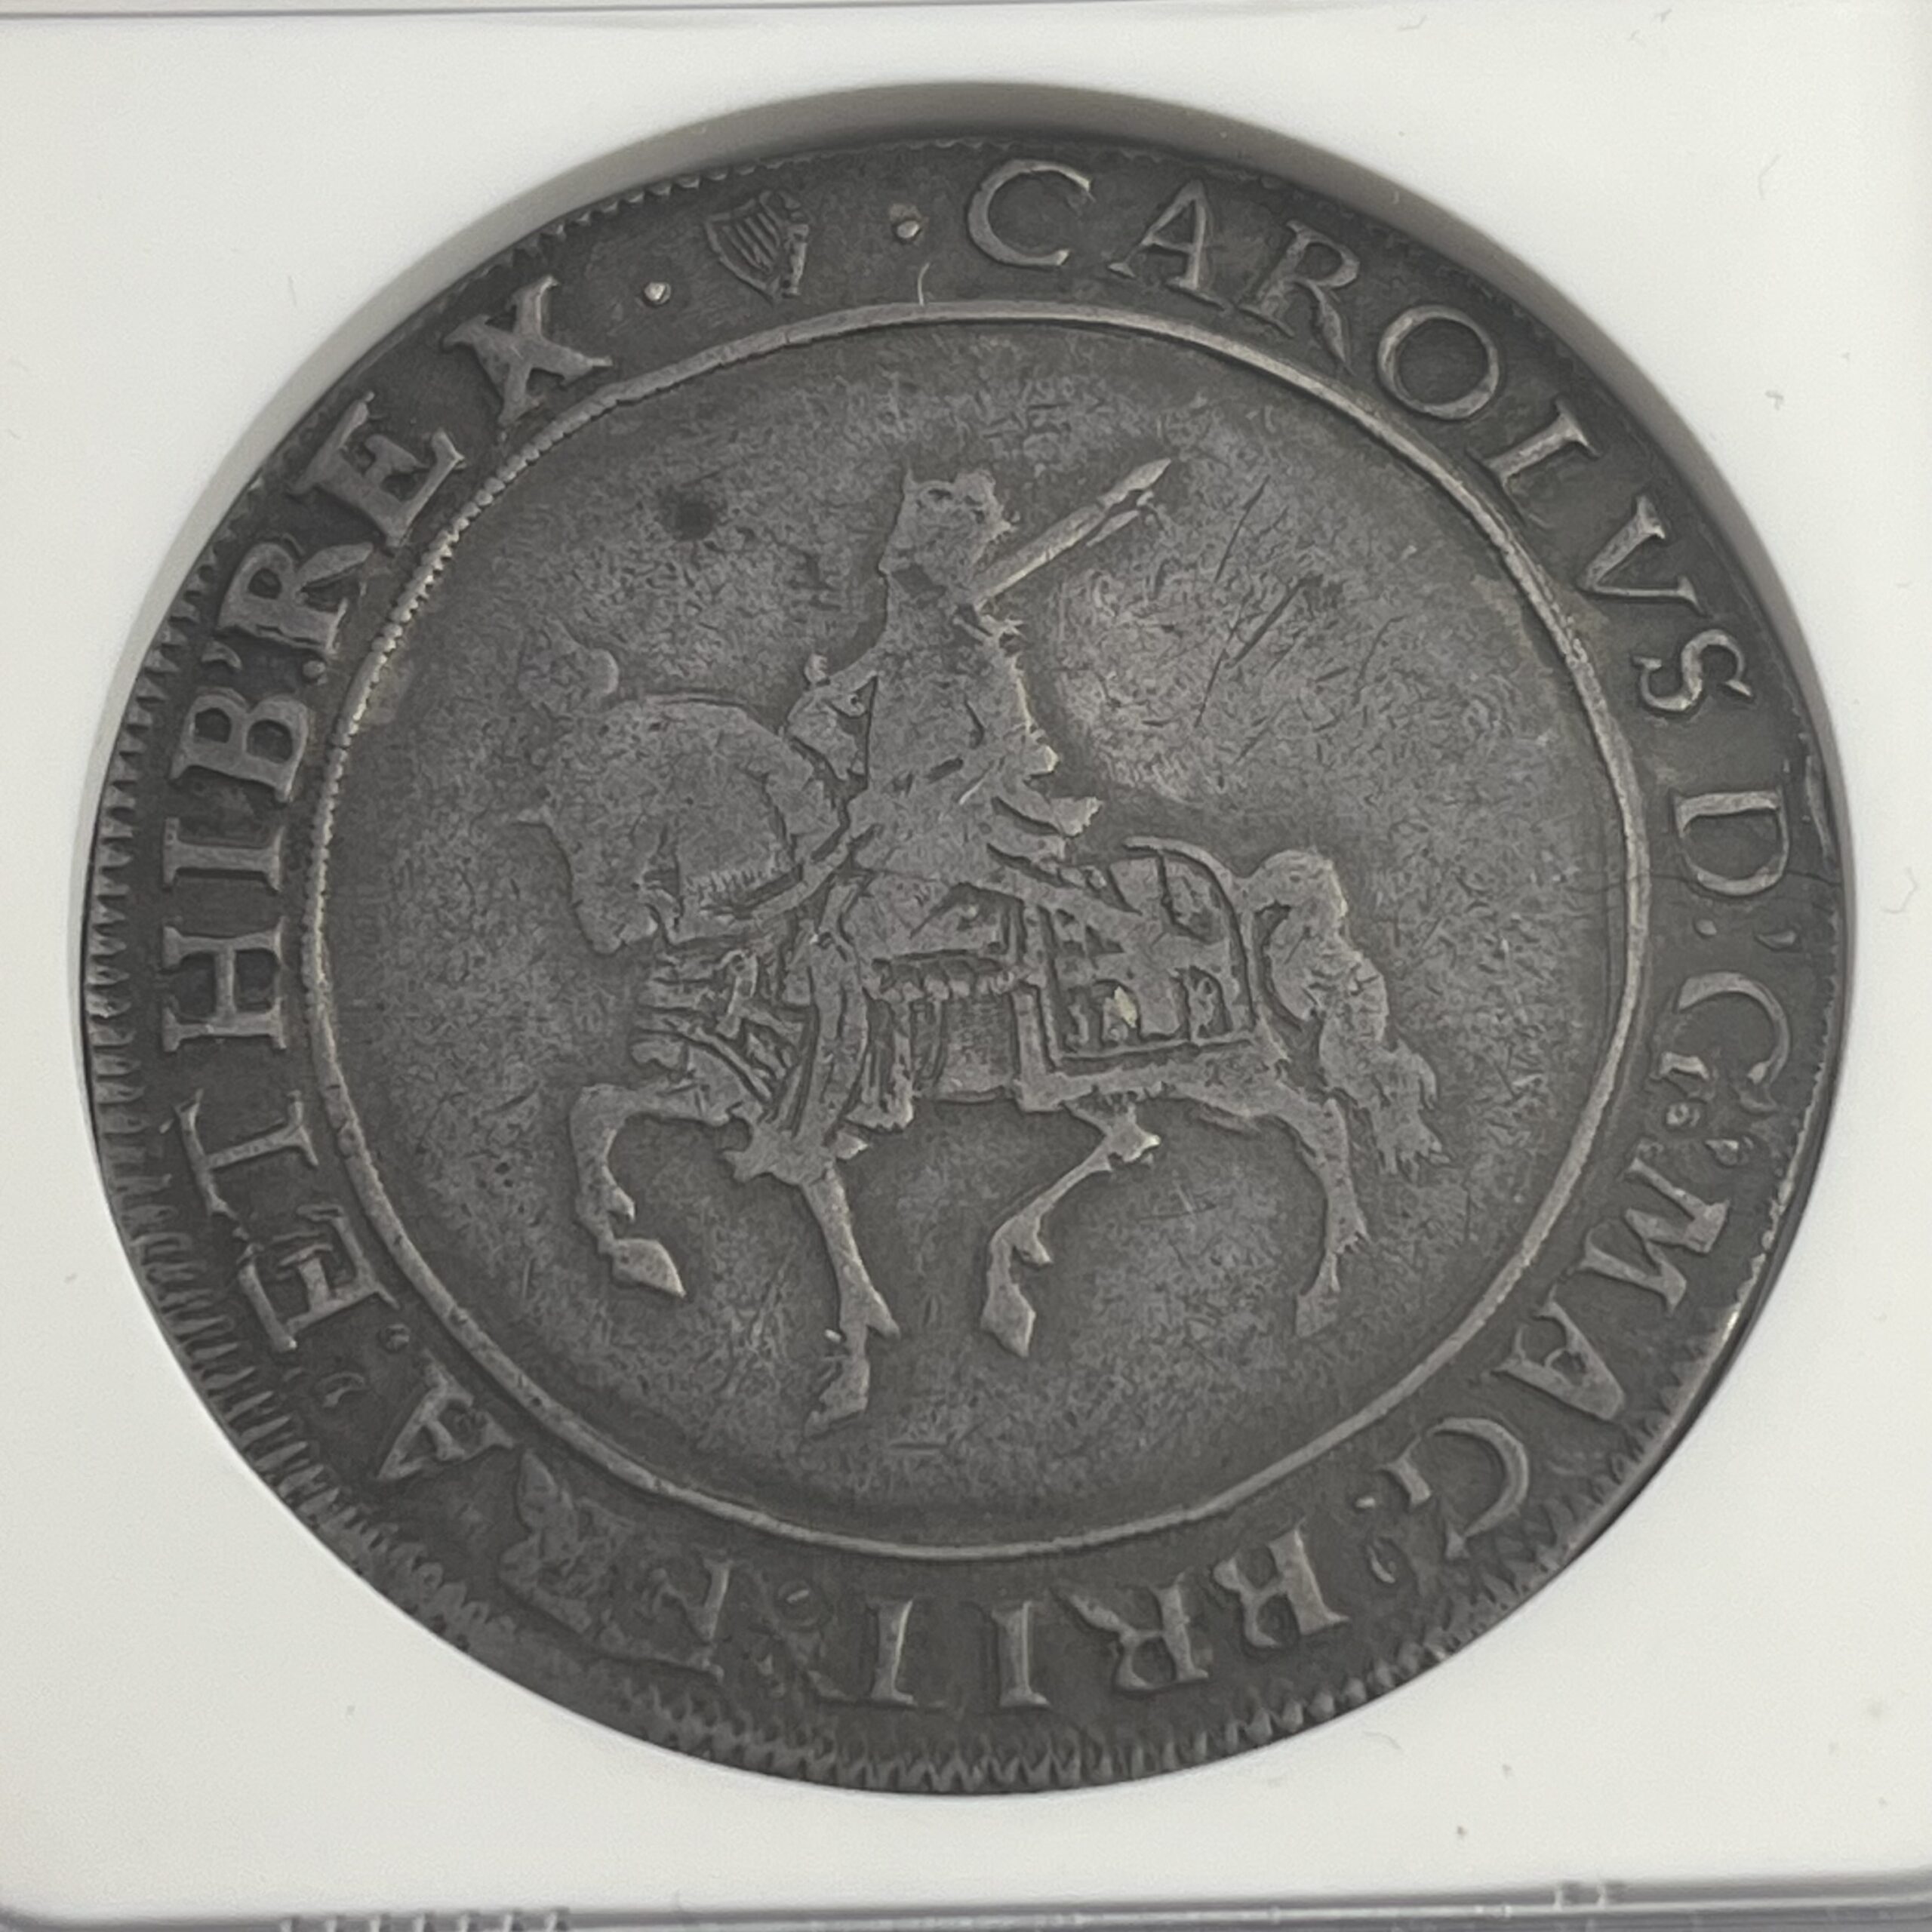 · CAROLVS D: G: MAG: BRIT: FRA: ET HIB: REX ·